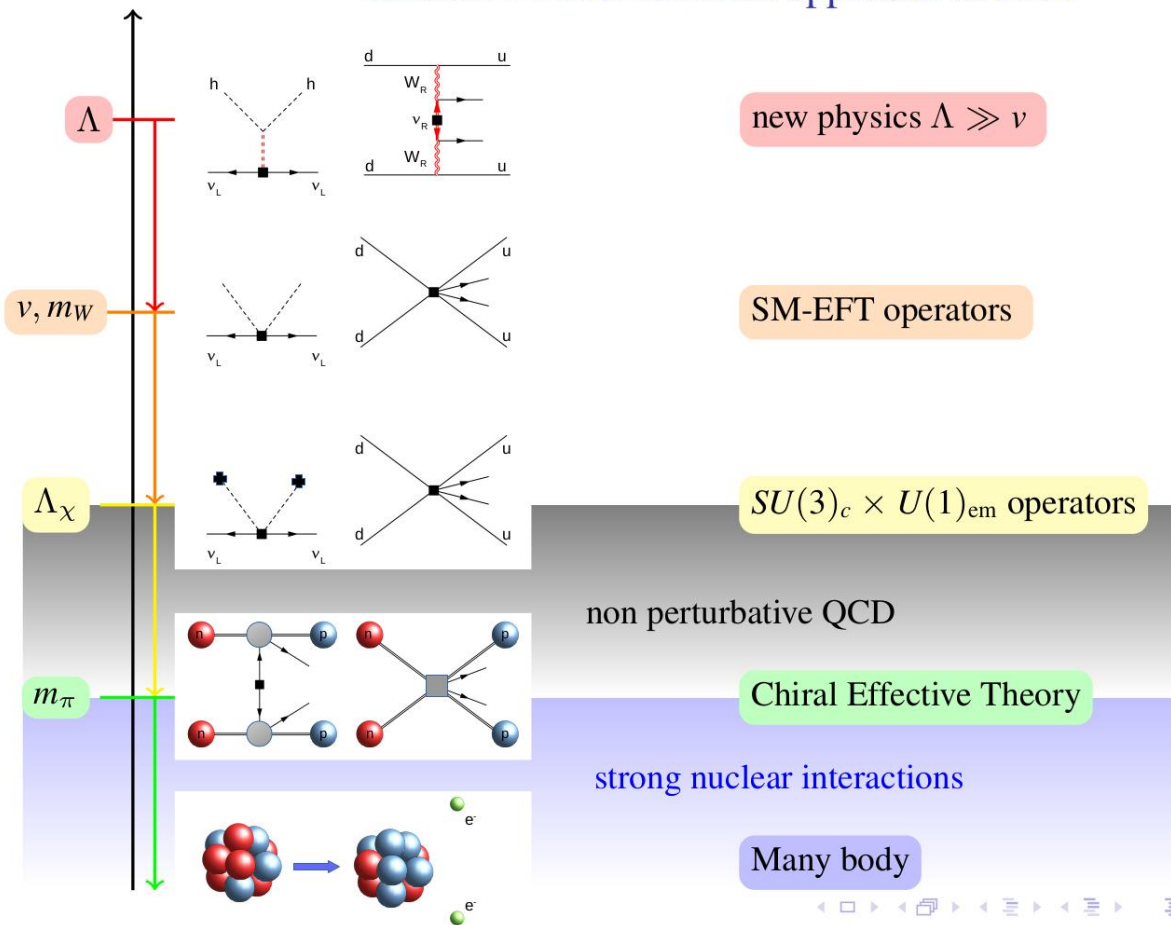 h h
d u
W_R
ν_R
W_R
d u
ν_L ν_L
Λ
new physics Λ ≫ v
d u
d u
ν_L ν_L
v, m_W
SM-EFT operators
d u
d u
ν_L ν_L
Λ_χ
SU(3)_c × U(1)_em operators
non perturbative QCD
n p n p
n p n p
m_π
Chiral Effective Theory
strong nuclear interactions
e⁻
Many body
e⁻